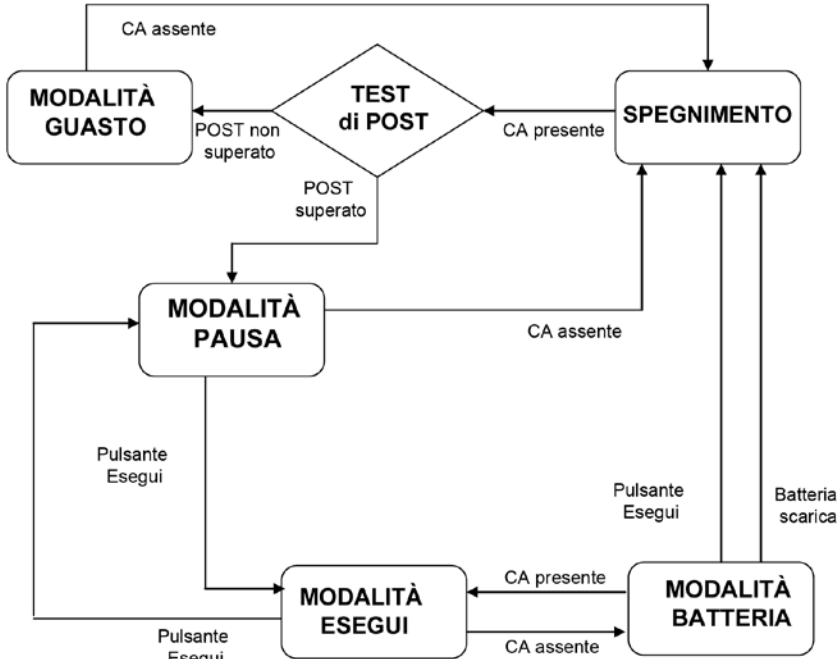 CA assente
MODALITÀ
GUASTO
TEST
di POST
SPEGNIMENTO
POST non
superato
CA presente
POST
superato
MODALITÀ
PAUSA
CA assente
Pulsante
Esegui
Pulsante
Esegui
Batteria
scarica
MODALITÀ
ESEGUI
CA presente
MODALITÀ
BATTERIA
CA assente
Pulsante
Esegui